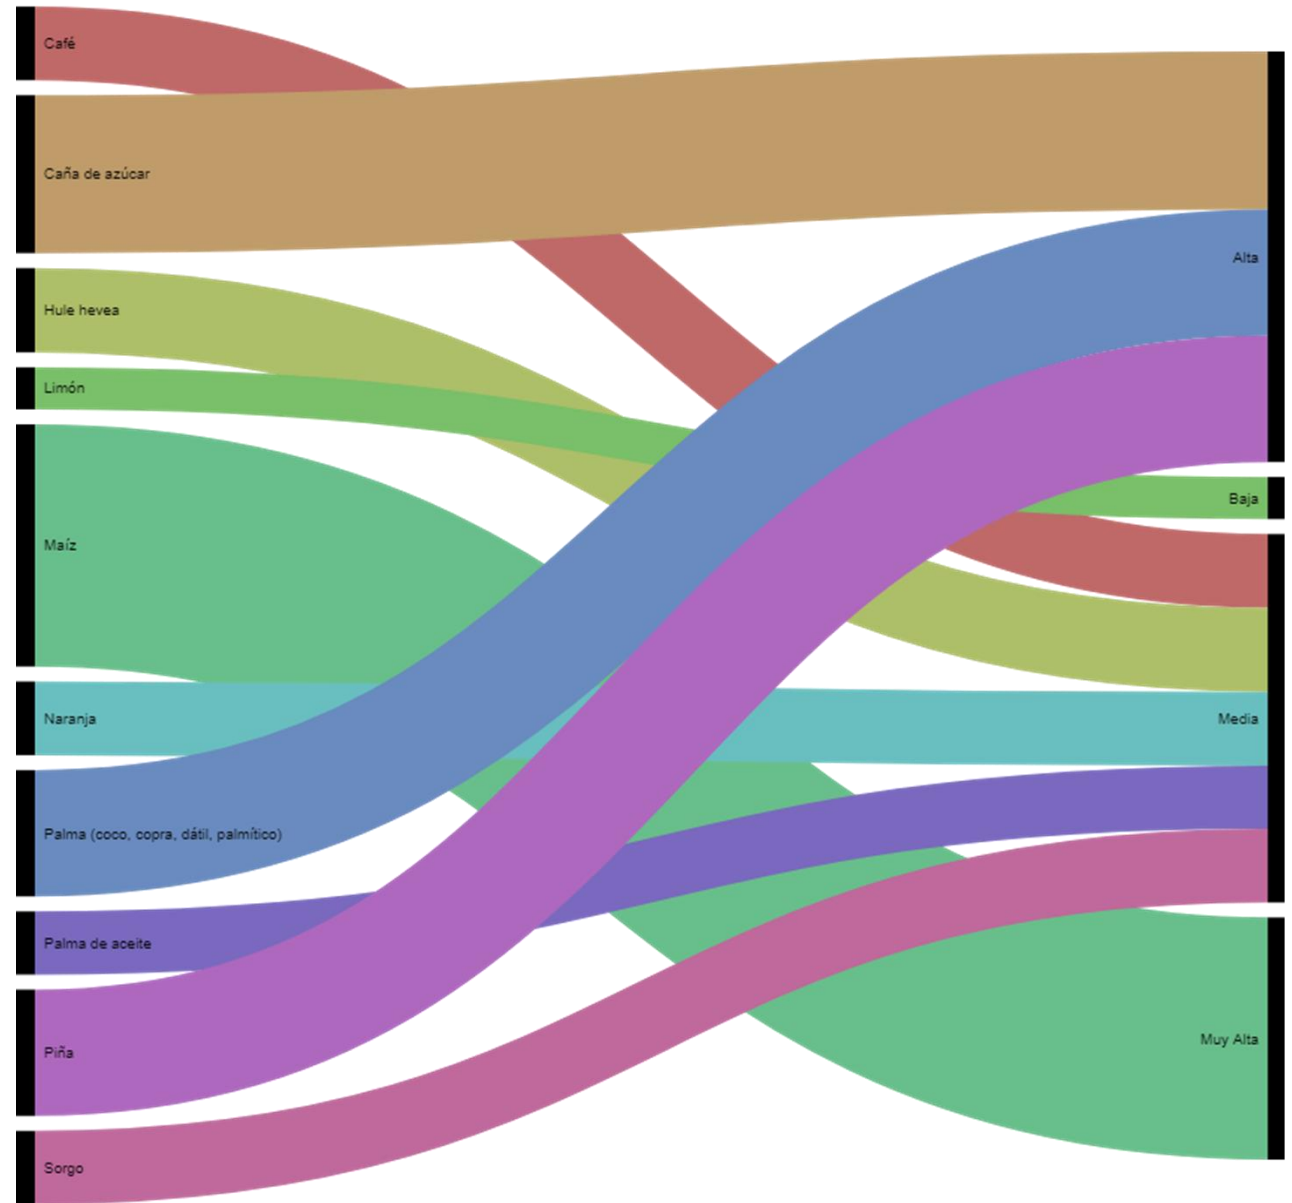 Café
Caña de azúcar
Hule hevea
Limón
Maíz
Naranja
Palma (coco, copra, dátil, palmítico)
Palma de aceite
Piña
Sorgo
Alta
Baja
Media
Muy Alta